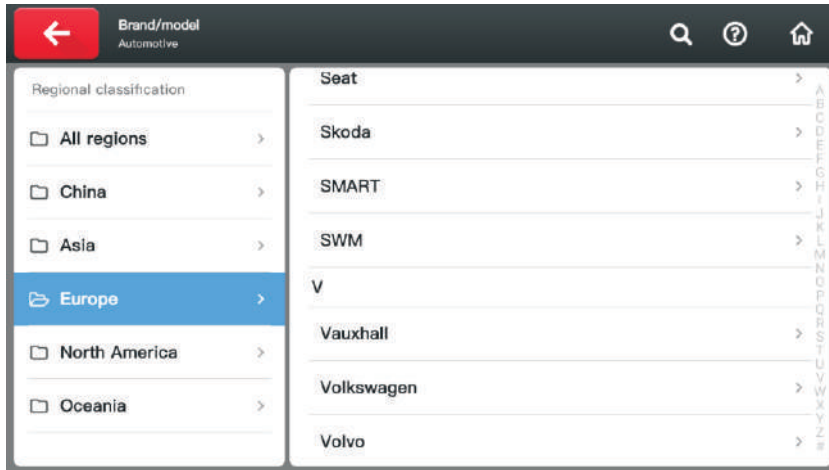 Brand/model
Automotive
Regional classification
All regions
China
Asia
Europe
North America
Oceania
Seat
Skoda
SMART
SWM
V
Vauxhall
Volkswagen
Volvo
A
B
C
D
E
F
G
H
I
J
K
L
M
N
O
P
Q
R
S
T
U
V
W
X
Y
Z
#